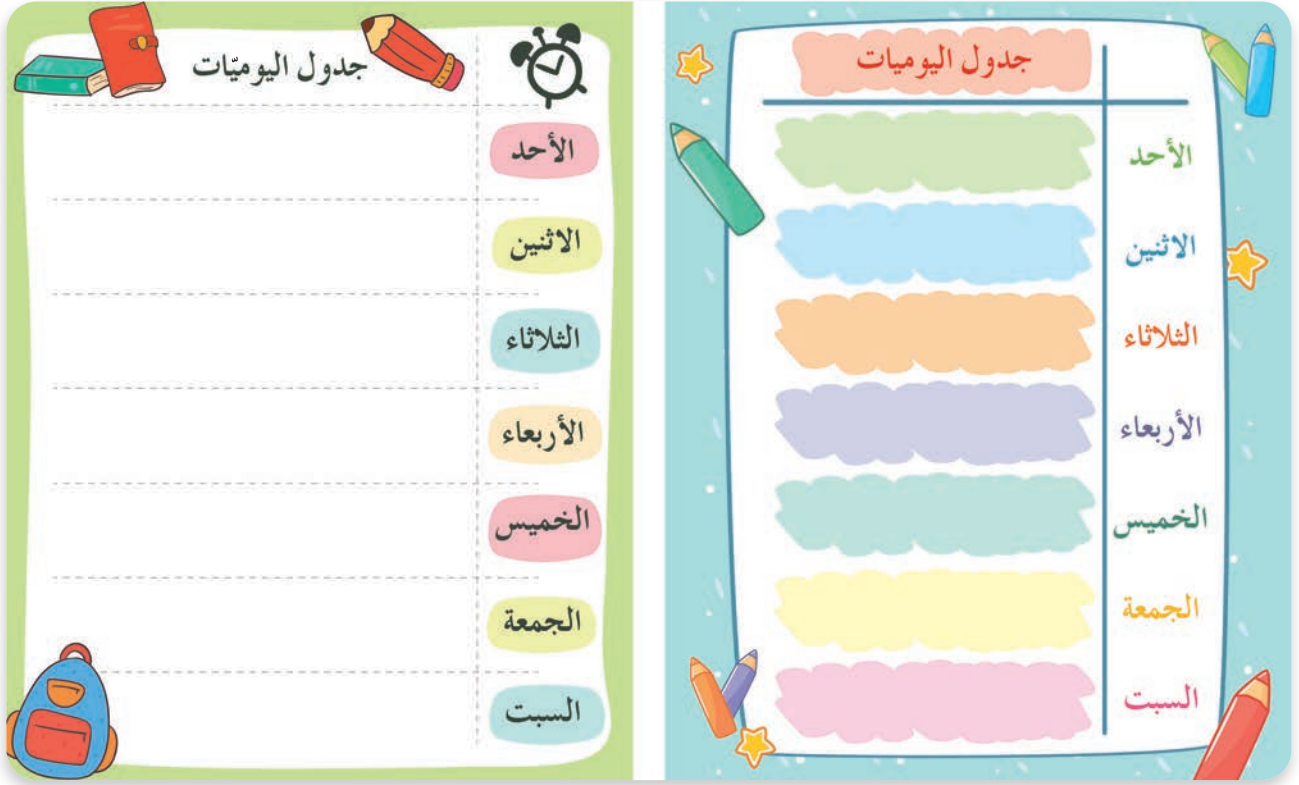 جدول اليوميات
الأحد
الاثنين
الثلاثاء
الأربعاء
الخميس
الجمعة
السبت
جدول اليوميّات
الأحد
الاثنين
الثلاثاء
الأربعاء
الخميس
الجمعة
السبت